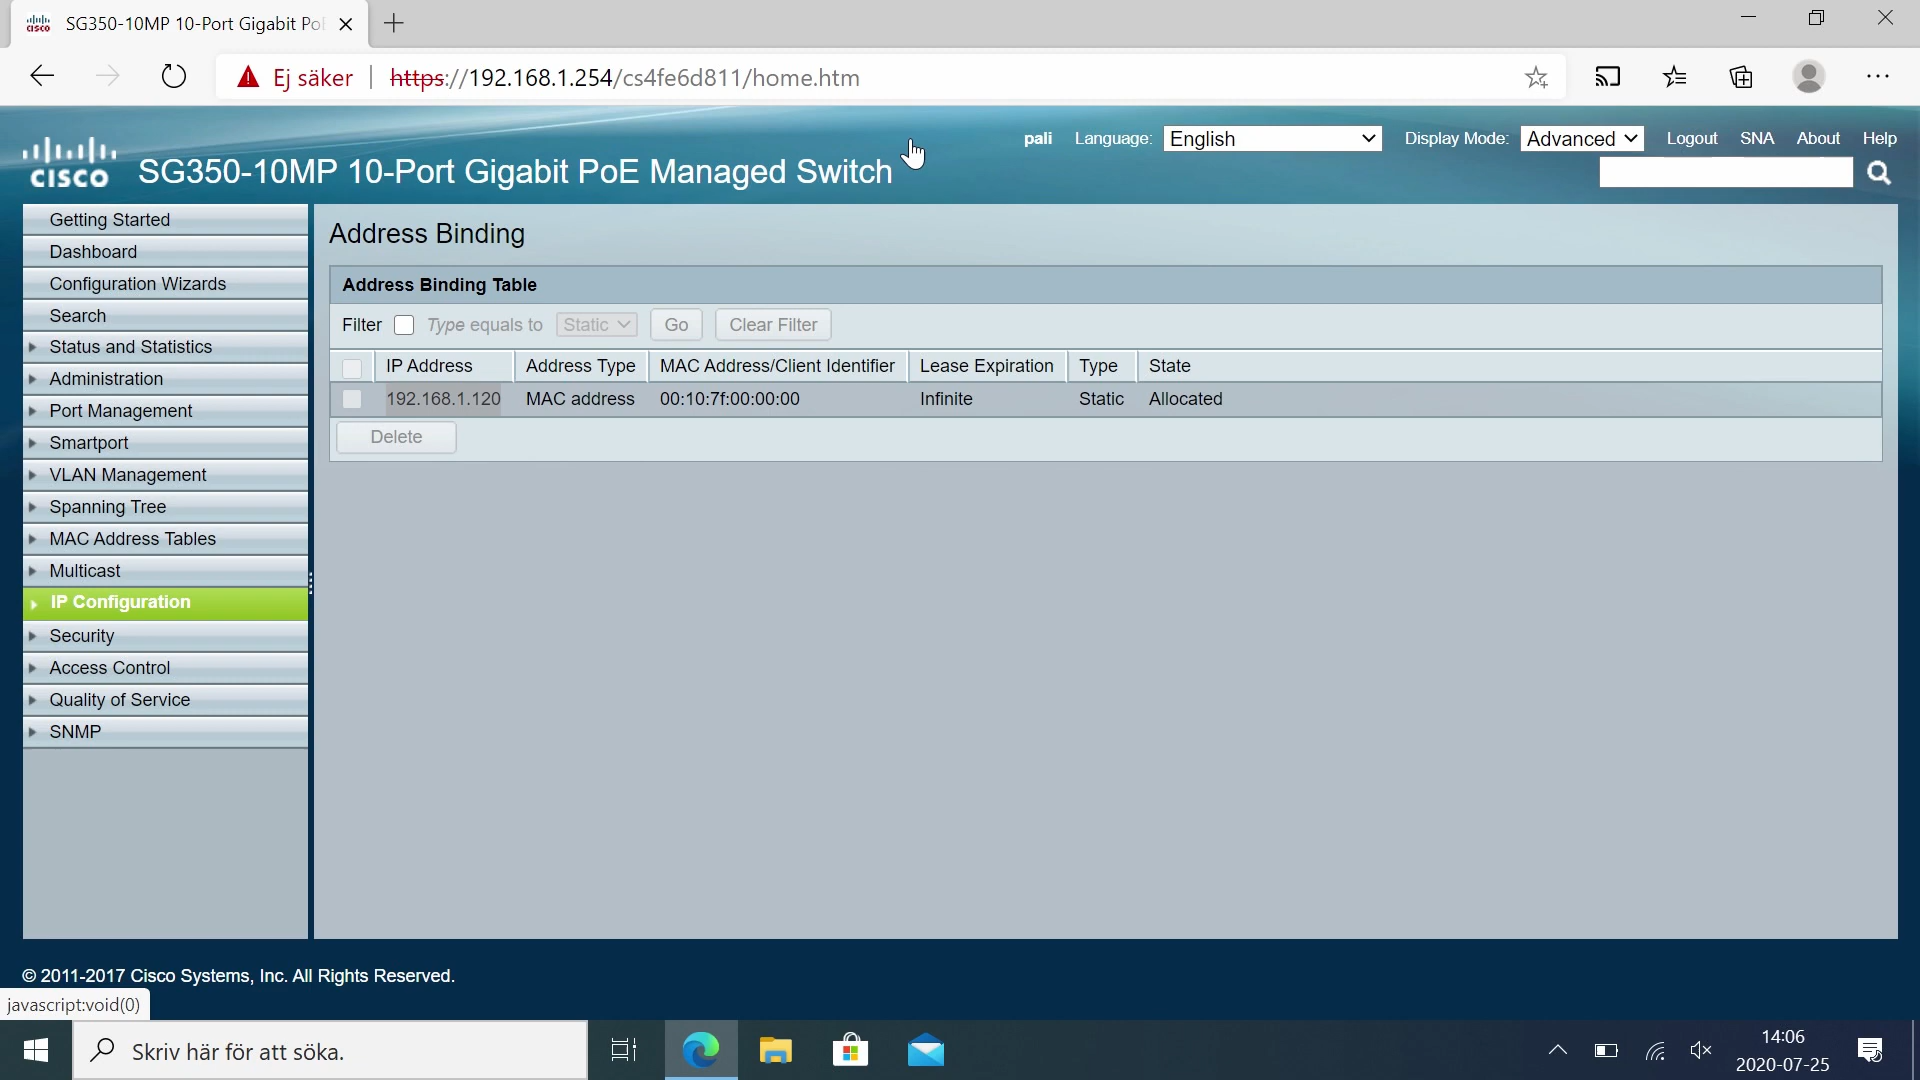 SG350-10MP 10-Port Gigabit Po
Ej säker | https://192.168.1.254/cs4fe6d811/home.htm
pali Language: English Display Mode: Advanced Logout SNA About Help
CISCO SG350-10MP 10-Port Gigabit PoE Managed Switch
Getting Started
Dashboard
Configuration Wizards
Search
Status and Statistics
Administration
Port Management
Smartport
VLAN Management
Spanning Tree
MAC Address Tables
Multicast
IP Configuration
Security
Access Control
Quality of Service
SNMP
Address Binding
Address Binding Table
Filter Type equals to Static Go Clear Filter
IP Address Address Type MAC Address/Client Identifier Lease Expiration Type State
192.168.1.120 MAC address 00:10:7f:00:00:00 Infinite Static Allocated
Delete
© 2011-2017 Cisco Systems, Inc. All Rights Reserved.
javascript:void(0)
Skriv här för att söka.
14:06
2020-07-25